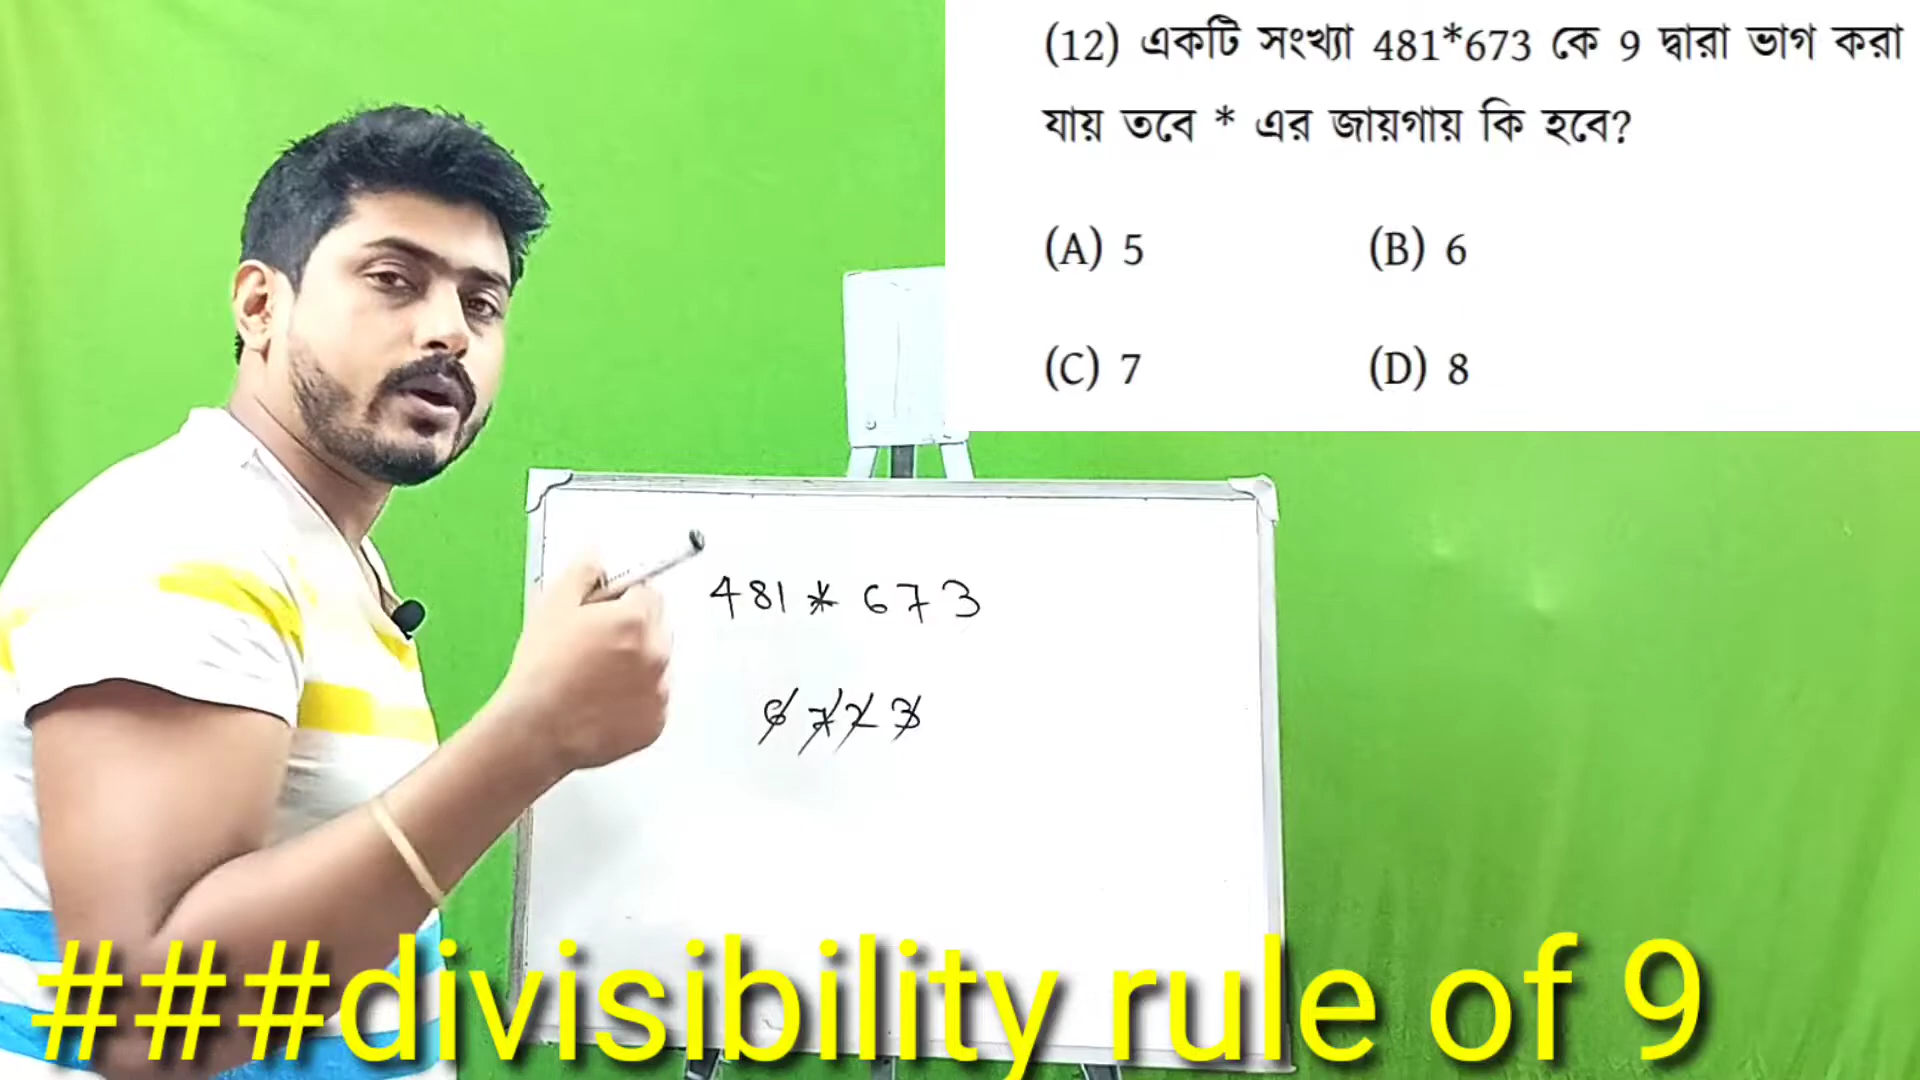 (12) একটি সংখ্যা 481*673 কে 9 দ্বারা ভাগ করা
যায় তবে * এর জায়গায় কি হবে?
(A) 5 (B) 6
(C) 7 (D) 8
481 * 673
###divisibility rule of 9